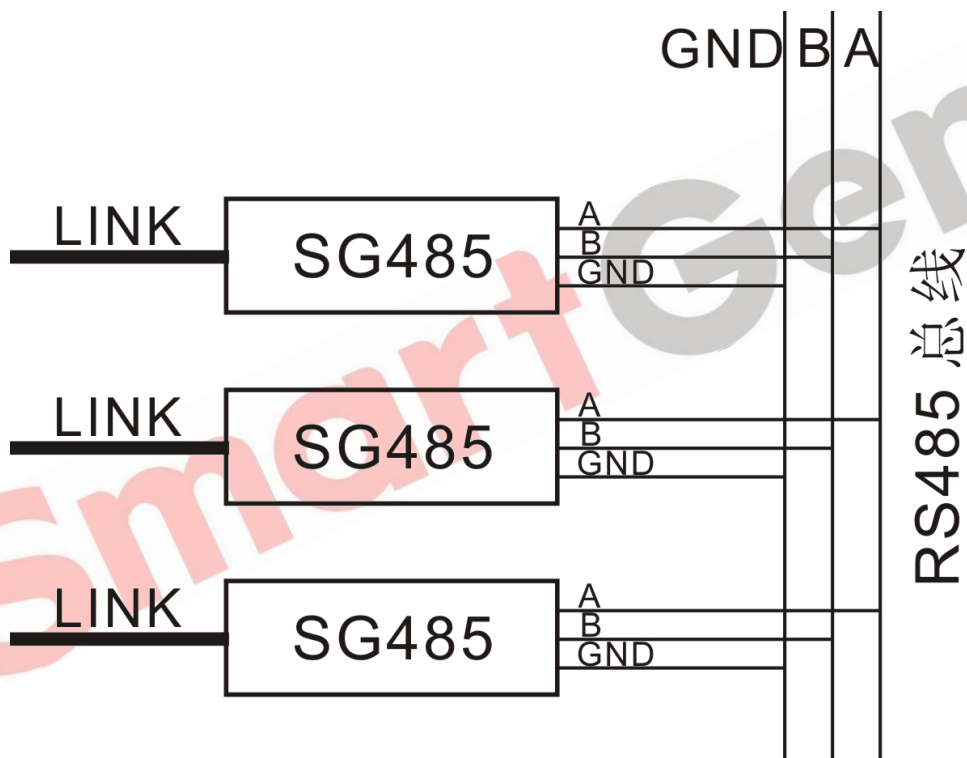 GND B A
LINK
SG485
A
B
GND
LINK
SG485
A
B
GND
LINK
SG485
A
B
GND
RS485 总线
SmartGen